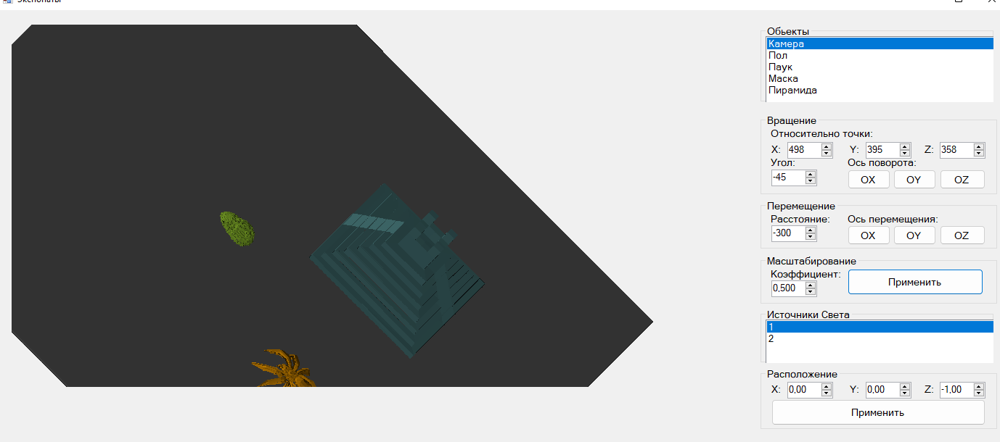 Экспонаты
Обьекты
Камера
Пол
Паук
Маска
Пирамида
Вращение
Относительно точки:
X: 498 Y: 395 Z: 358
Угол: Ось поворота:
-45 OX OY OZ
Перемещение
Расстояние: Ось перемещения:
-300 OX OY OZ
Масштабирование
Коэффициент:
0,500 Применить
Источники Света
1
2
Расположение
X: 0,00 Y: 0,00 Z: -1,00
Применить